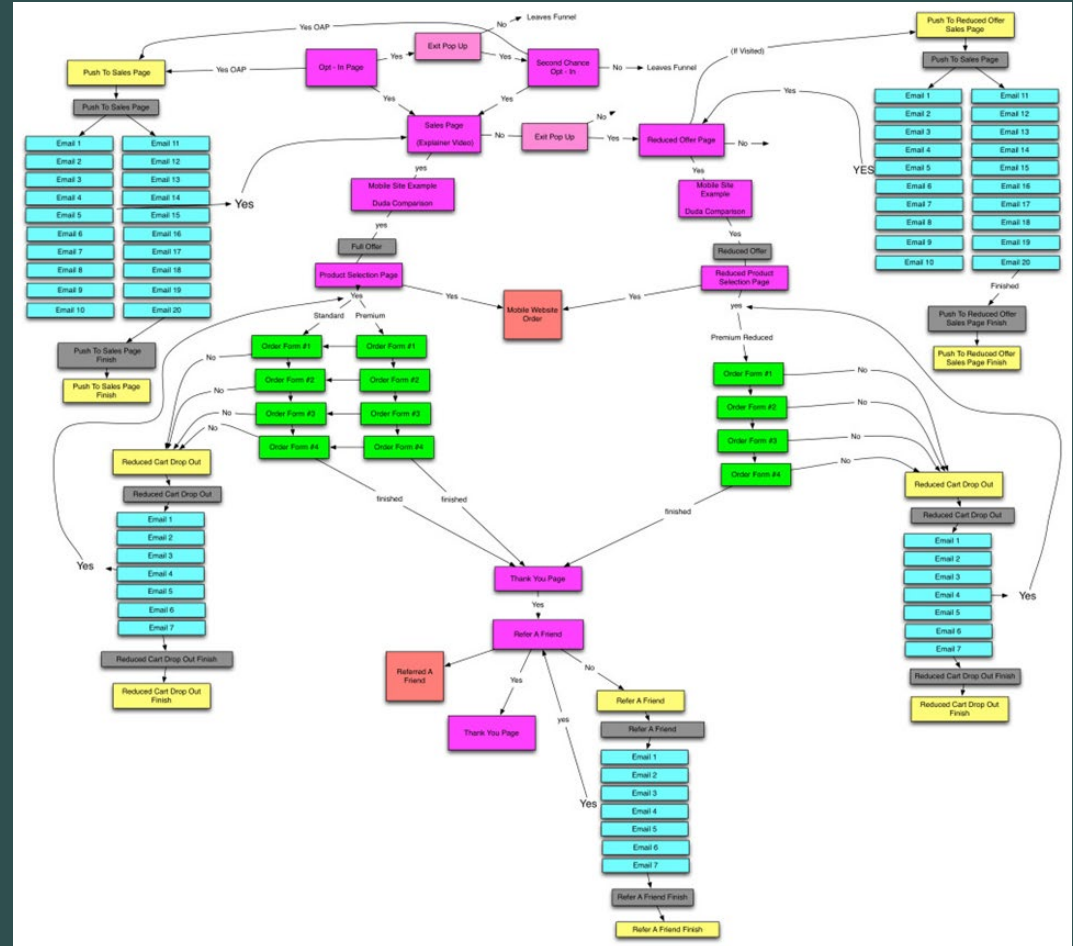 Yes OAP
No
Leaves Funnel
Push To Reduced Offer
Sales Page
Exit Pop Up
(If Visited)
Push To Sales Page
Yes OAP
Opt - In Page
Yes
Yes
Second Chance
Opt - In
No
Leaves Funnel
Push To Sales Page
Push To Sales Page
Yes
Yes
Yes
Email 1
Email 2
Email 3
Email 4
Email 5
Email 6
Email 7
Email 8
Email 9
Email 10
Email 11
Email 12
Email 13
Email 14
Email 15
Email 16
Email 17
Email 18
Email 19
Email 20
Yes
Sales Page
(Explainer Video)
No
Exit Pop Up
No
Yes
Reduced Offer Page
No
YES
Email 1
Email 2
Email 3
Email 4
Email 5
Email 6
Email 7
Email 8
Email 9
Email 10
Email 11
Email 12
Email 13
Email 14
Email 15
Email 16
Email 17
Email 18
Email 19
Email 20
Finished
Push To Reduced Offer
Sales Page Finish
Push To Reduced Offer
Sales Page Finish
yes
Mobile Site Example
Duda Comparison
yes
Full Offer
Product Selection Page
Yes
Yes
Mobile Website
Order
Yes
Mobile Site
Example
Duda Comparison
Yes
Reduced Offer
Reduced Product
Selection Page
Yes
yes
Push To Sales Page
Finish
Push To Sales Page
Finish
Standard
Premium
Order Form #1
Order Form #1
Order Form #2
Order Form #2
Order Form #3
Order Form #3
Order Form #4
Order Form #4
No
No
No
No
finished
finished
Premium Reduced
Order Form #1
Order Form #2
Order Form #3
Order Form #4
No
No
No
No
finished
Reduced Cart Drop Out
Reduced Cart Drop Out
Email 1
Email 2
Email 3
Email 4
Email 5
Email 6
Email 7
Yes
Reduced Cart Drop Out Finish
Reduced Cart Drop Out
Finish
Reduced Cart Drop Out
Reduced Cart Drop Out
Email 1
Email 2
Email 3
Email 4
Email 5
Email 6
Email 7
Yes
Reduced Cart Drop Out Finish
Reduced Cart Drop Out
Finish
Thank You Page
Yes
Refer A Friend
Referred A
Friend
Yes
Thank You Page
No
yes
Refer A Friend
Refer A Friend
Email 1
Email 2
Email 3
Email 4
Email 5
Email 6
Email 7
Yes
Refer A Friend Finish
Refer A Friend Finish